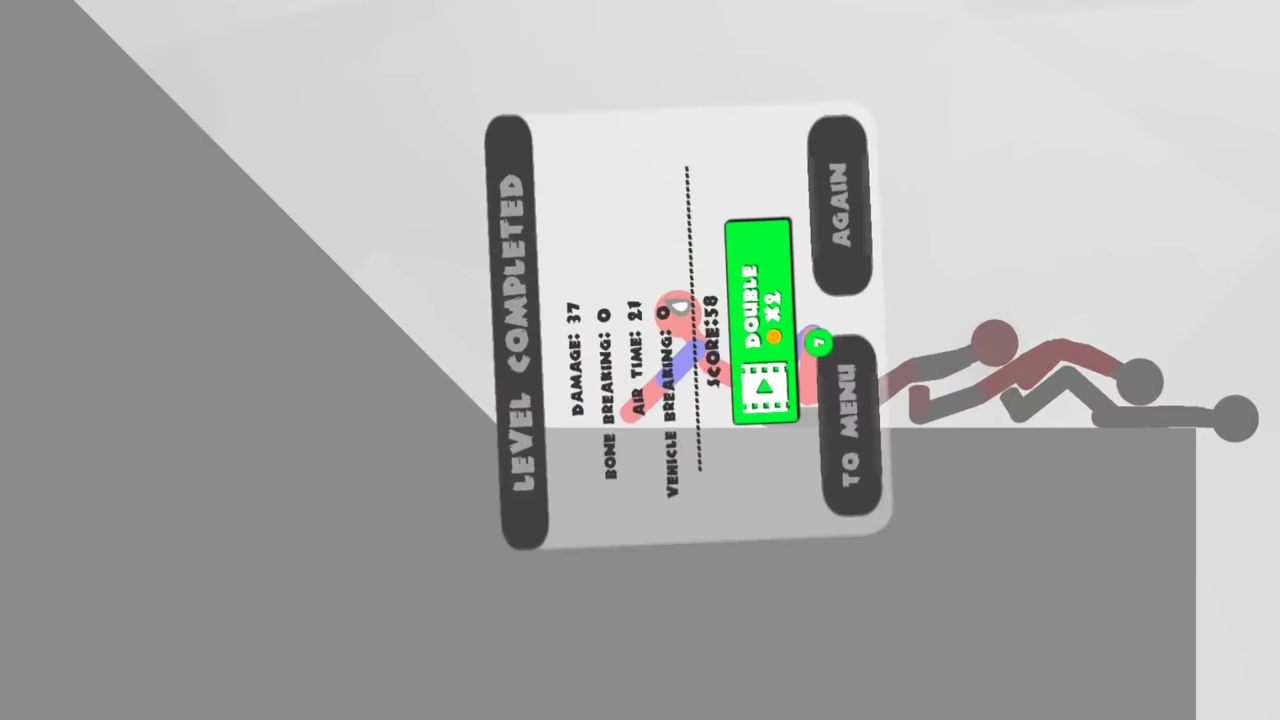 LEVEL COMPLETED
DAMAGE: 37
BONE BREAKING: 0
AIR TIME: 21
VEHICLE BREAKING: 0
SCORE:58
DOUBLE
X2
7
TO MENU
AGAIN